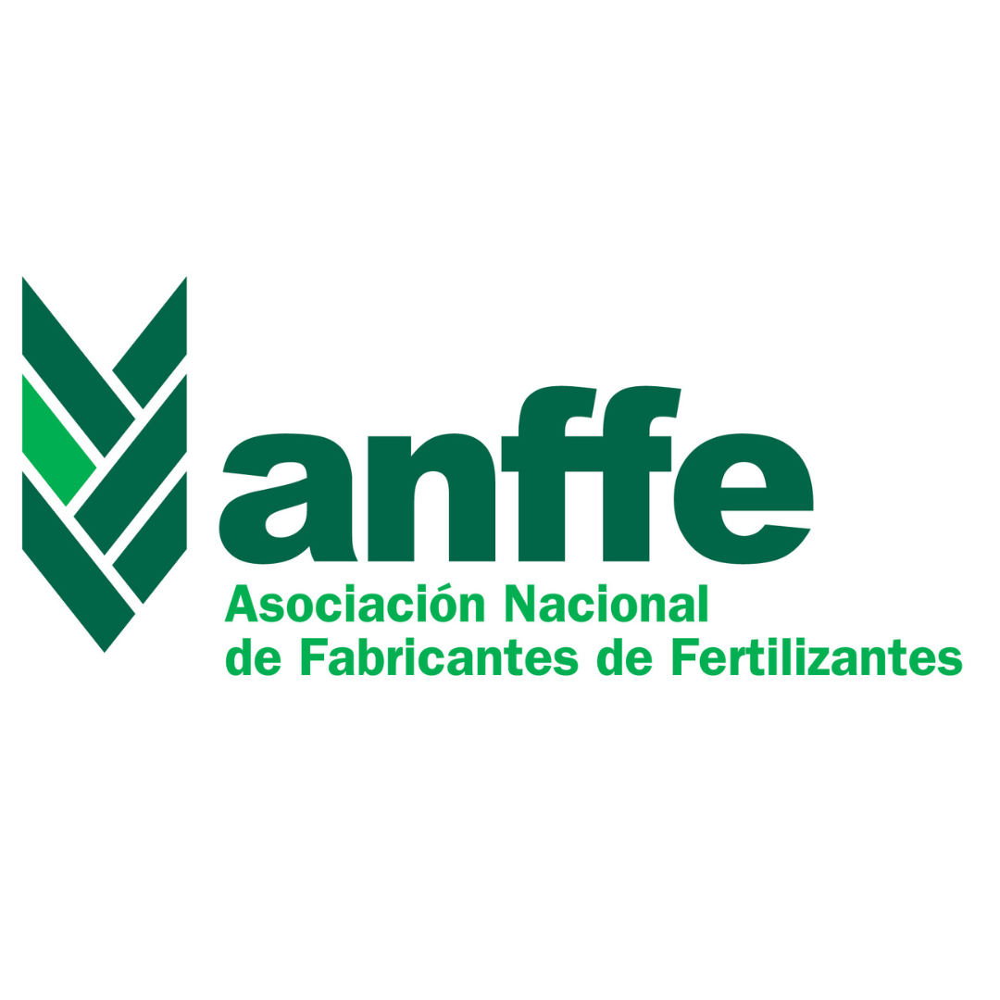 anffe
Asociación Nacional
de Fabricantes de Fertilizantes